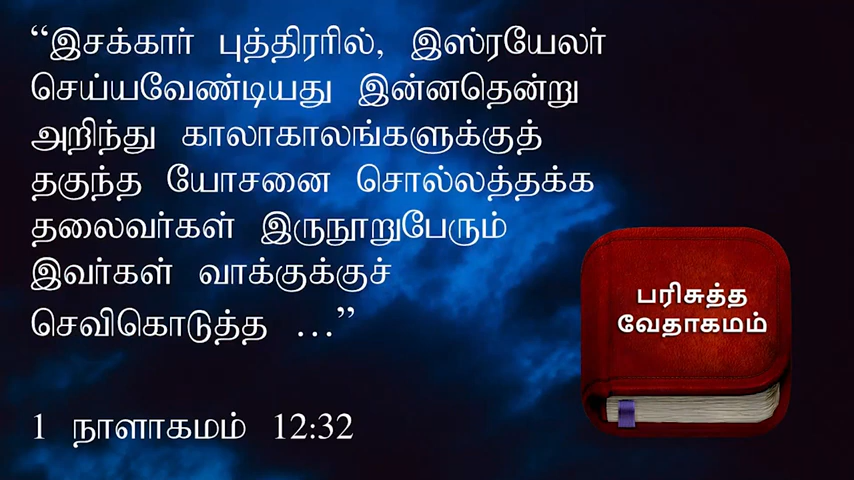 “இசக்கார் புத்திரரில், இஸ்ரயேலர்
செய்யவேண்டியது இன்னதென்று
அறிந்து காலாகாலங்களுக்குத்
தகுந்த யோசனை சொல்லத்தக்க
தலைவர்கள் இருநூறுபேரும்
இவர்கள் வாக்குக்குச்
செவிகொடுத்த ...”
1 நாளாகமம் 12:32
பரிசுத்த
வேதாகமம்